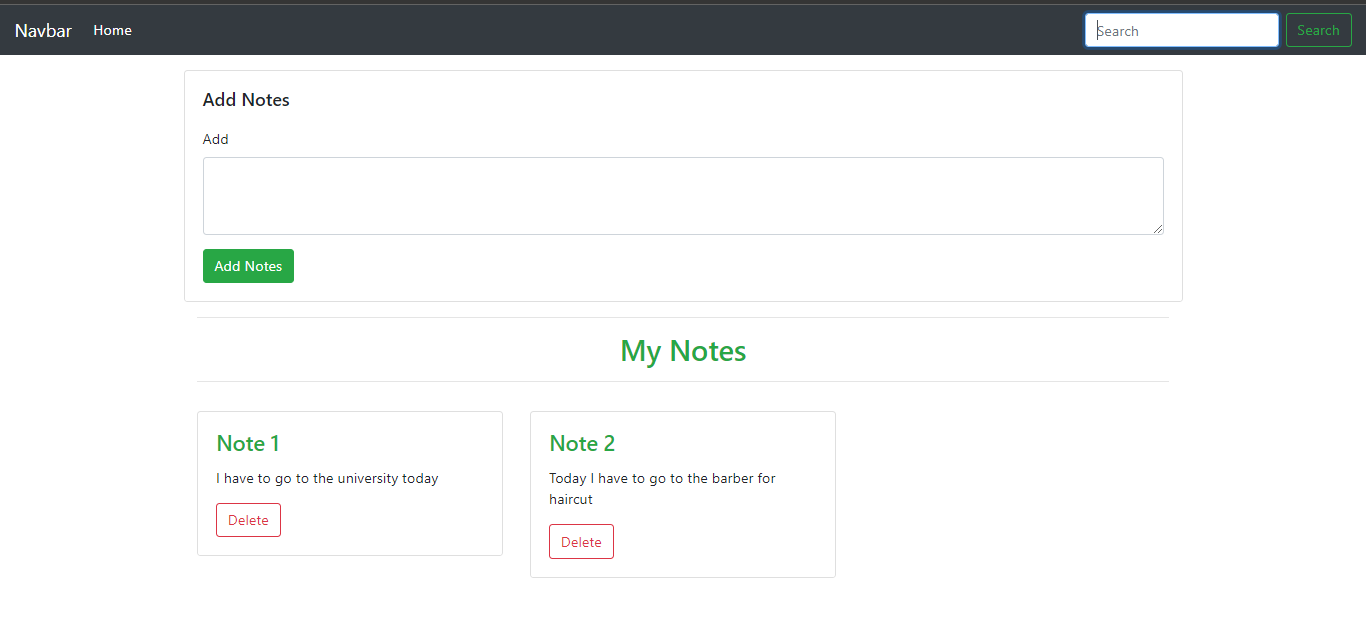 Navbar Home Search Search
Add Notes
Add
Add Notes
My Notes
Note 1
I have to go to the university today
Delete
Note 2
Today I have to go to the barber for
haircut
Delete